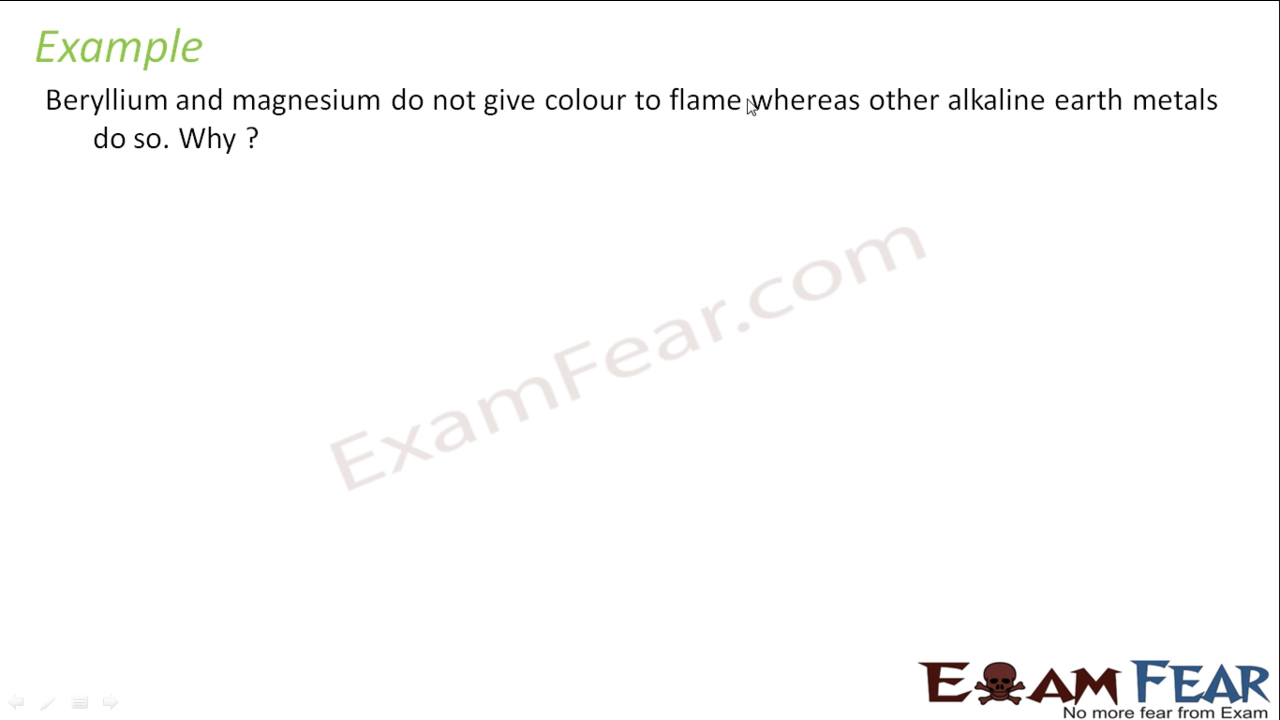 Example
Beryllium and magnesium do not give colour to flame whereas other alkaline earth metals
do so. Why ?
ExamFear.com
EXAM FEAR
No more fear from Exam